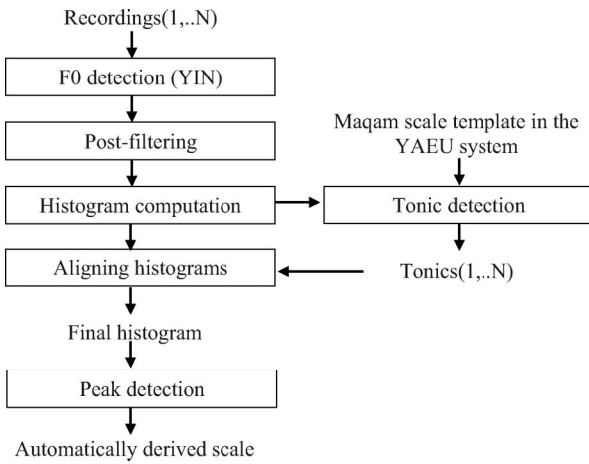 Recordings(1,..N)
F0 detection (YIN)
Post-filtering
Maqam scale template in the
YAEU system
Histogram computation
Tonic detection
Aligning histograms
Tonics(1,..N)
Final histogram
Peak detection
Automatically derived scale